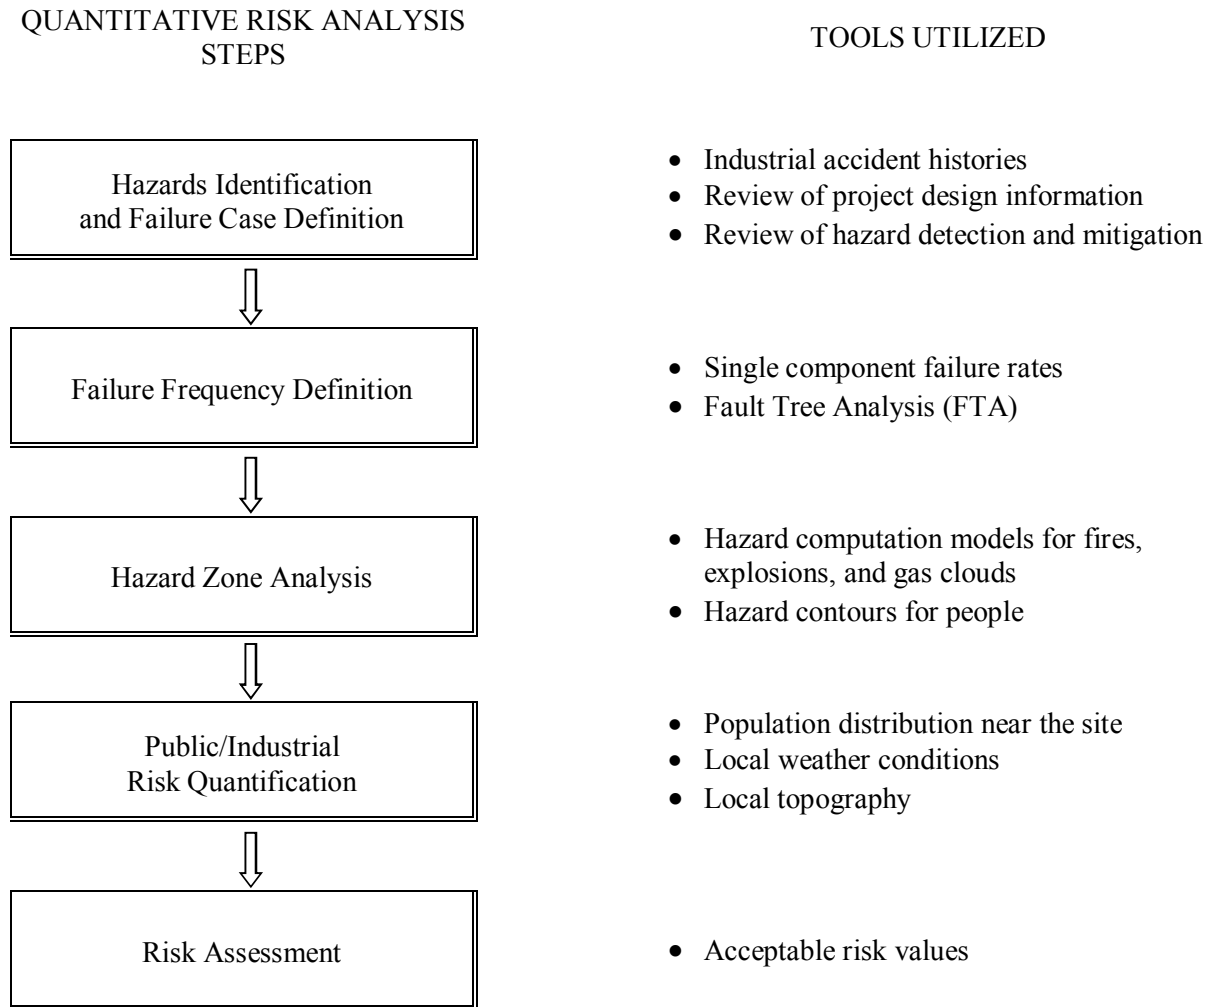 QUANTITATIVE RISK ANALYSIS
STEPS
TOOLS UTILIZED
Hazards Identification
and Failure Case Definition
• Industrial accident histories
• Review of project design information
• Review of hazard detection and mitigation
Failure Frequency Definition
• Single component failure rates
• Fault Tree Analysis (FTA)
Hazard Zone Analysis
• Hazard computation models for fires,
explosions, and gas clouds
• Hazard contours for people
Public/Industrial
Risk Quantification
• Population distribution near the site
• Local weather conditions
• Local topography
Risk Assessment
• Acceptable risk values